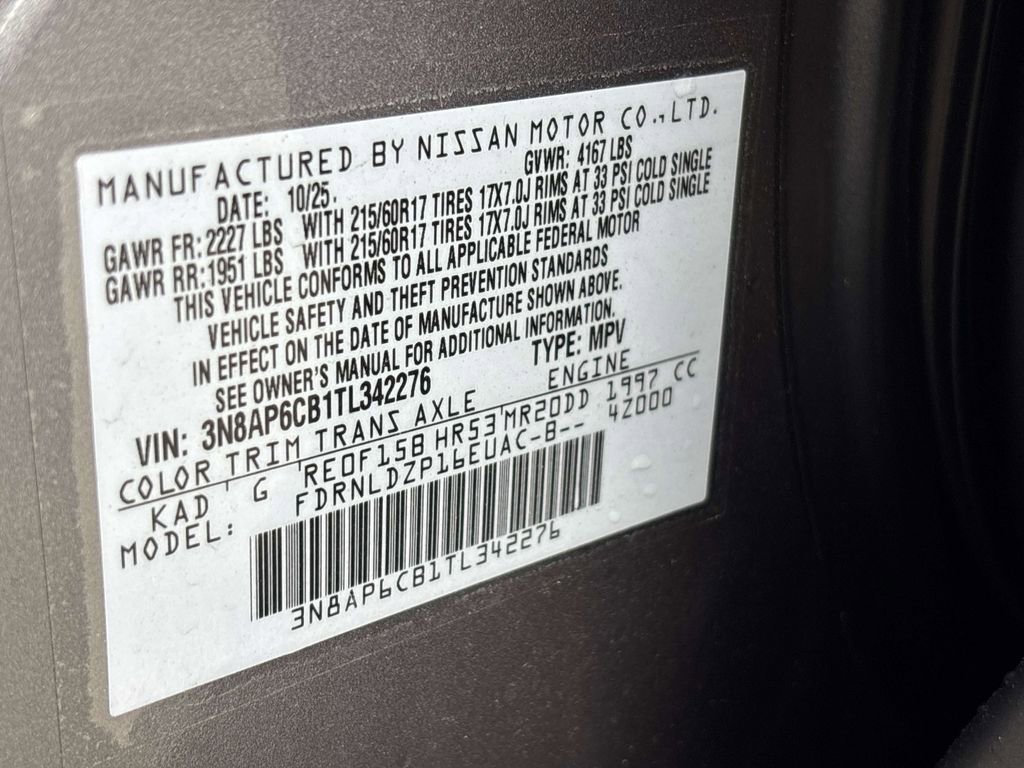 MANUFACTURED BY NISSAN MOTOR CO.,LTD.
DATE: 10/25. GVWR: 4167 LBS
GAWR FR: 2227 LBS WITH 215/60R17 TIRES 17X7.0J RIMS AT 33 PSI COLD SINGLE
GAWR RR: 1951 LBS WITH 215/60R17 TIRES 17X7.0J RIMS AT 33 PSI COLD SINGLE
THIS VEHICLE CONFORMS TO ALL APPLICABLE FEDERAL MOTOR
VEHICLE SAFETY AND THEFT PREVENTION STANDARDS
IN EFFECT ON THE DATE OF MANUFACTURE SHOWN ABOVE.
SEE OWNER'S MANUAL FOR ADDITIONAL INFORMATION.
VIN: 3N8AP6CB1TL342276 TYPE: MPV
COLOR TRIM TRANS AXLE ENGINE
KAD ' G RE0F15B HR53 MR20DD 1997 CC
MODEL: FDRNLDZP16EUAC-B-- 4Z000
3N8AP6CB1TL342276